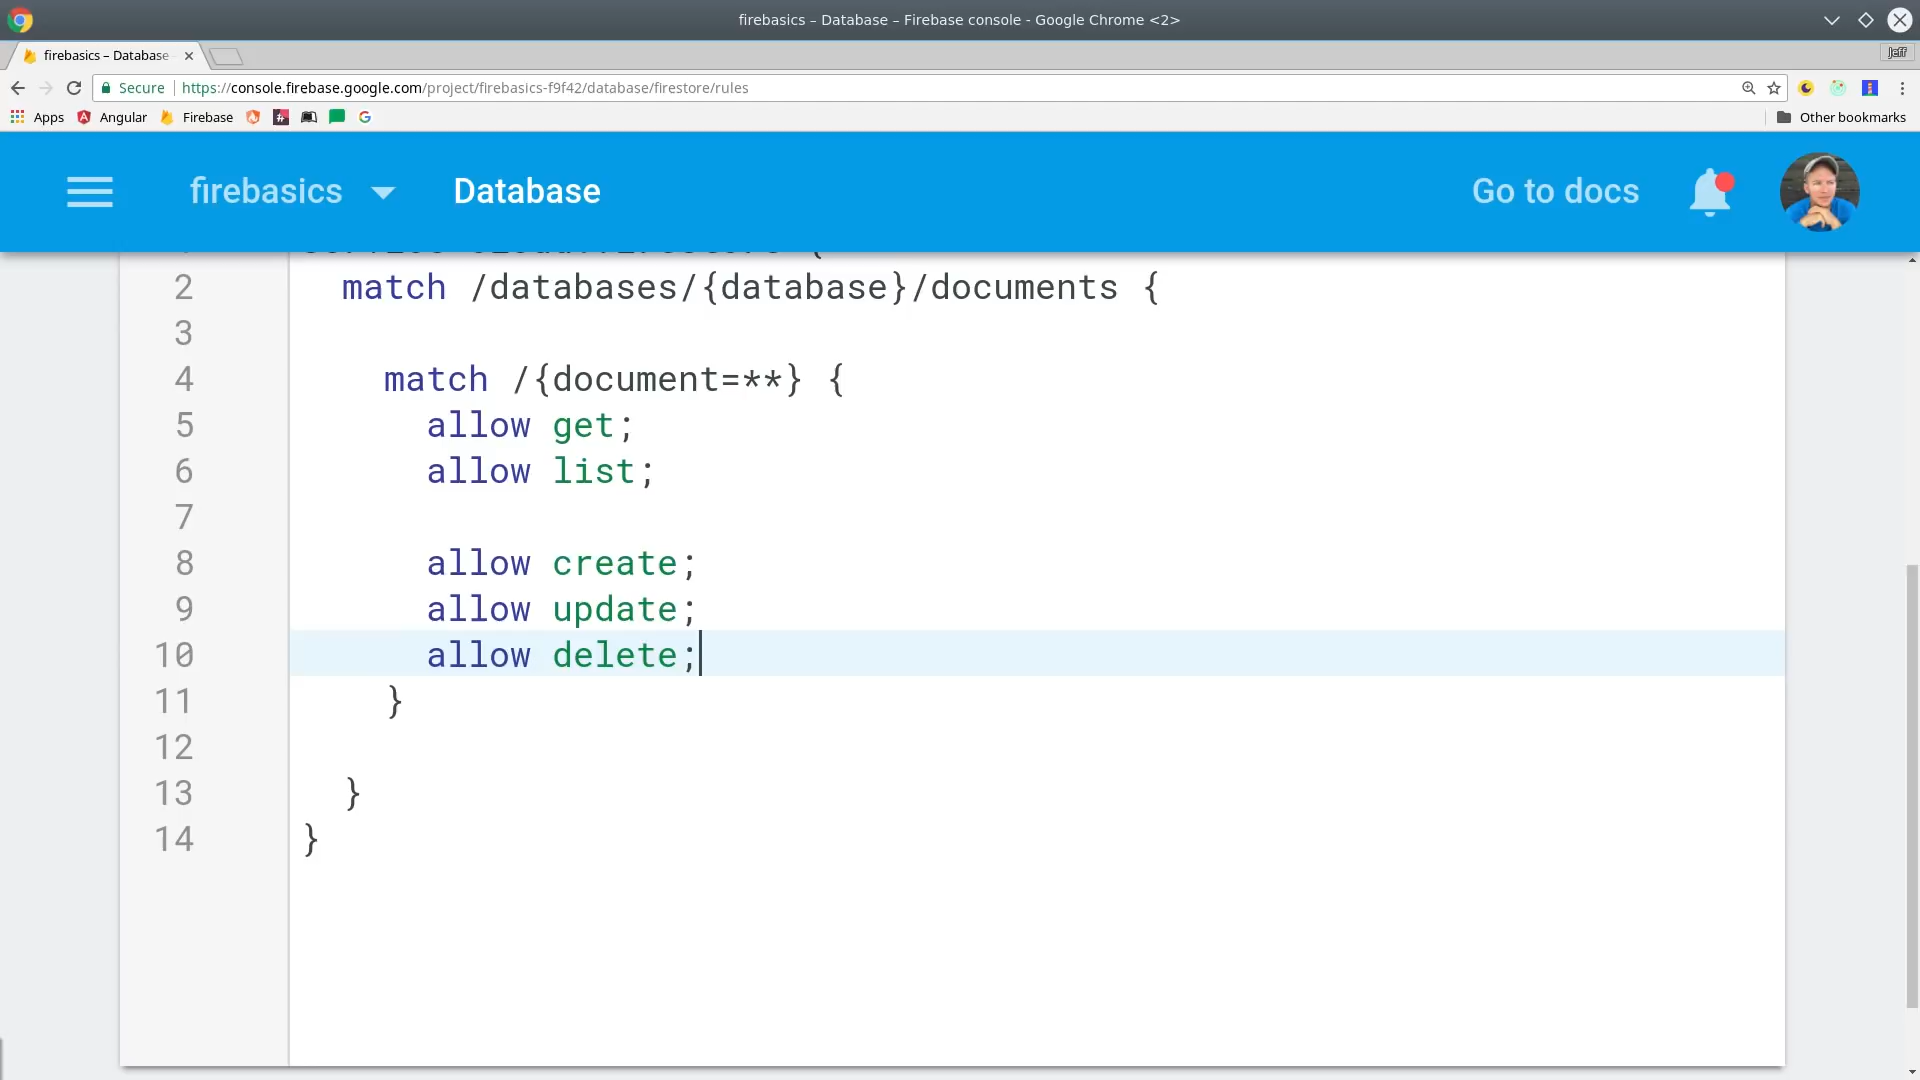 firebasics – Database – Firebase console - Google Chrome <2>
firebasics – Database
Jeff
Secure
https://console.firebase.google.com/project/firebasics-f9f42/database/firestore/rules
Apps
Angular
Firebase
Other bookmarks
firebasics
Database
Go to docs
2 match /databases/{database}/documents {
3
4 match /{document=**} {
5 allow get;
6 allow list;
7
8 allow create;
9 allow update;
10 allow delete;
11 }
12
13 }
14 }